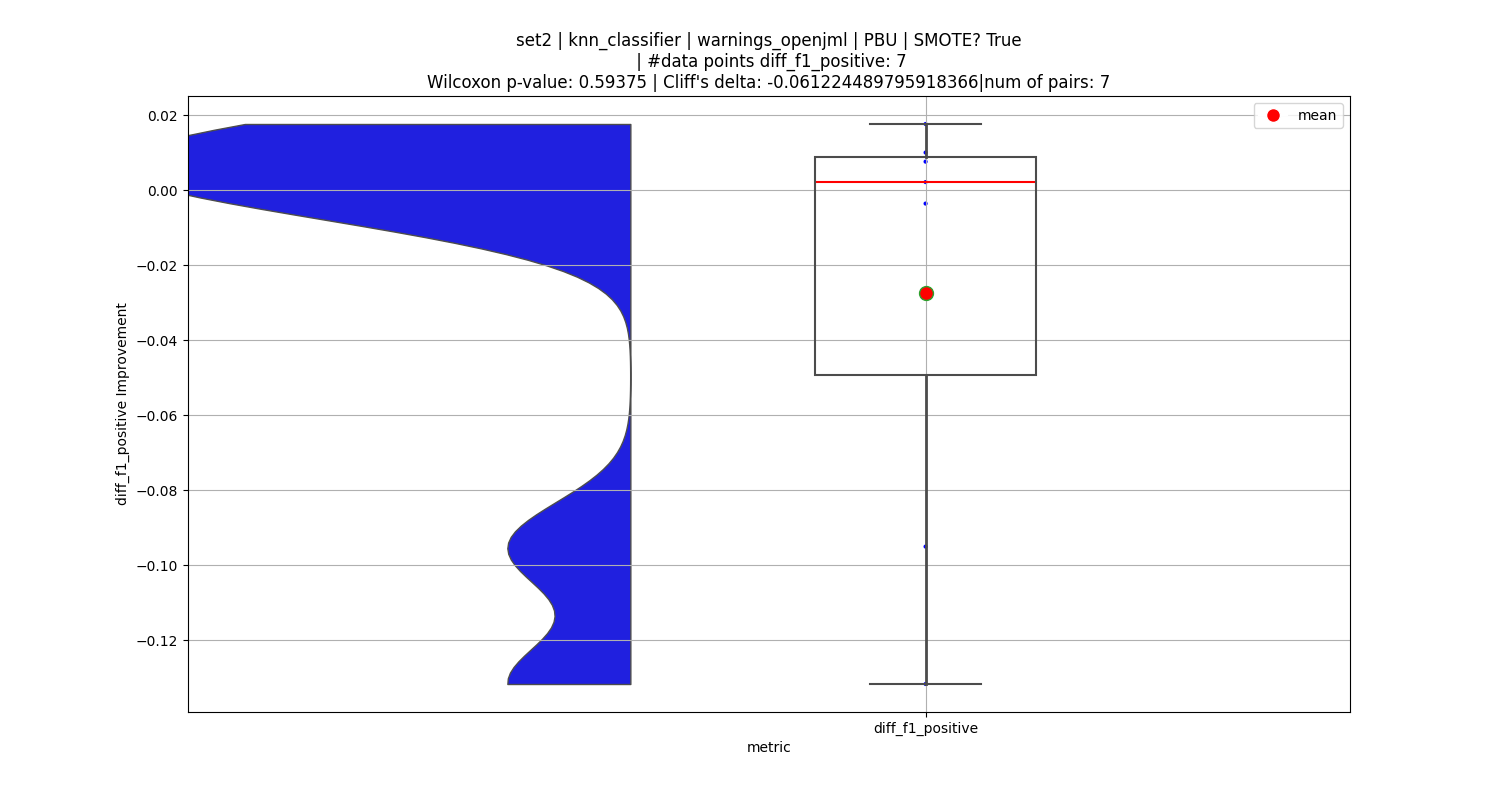 set2 | knn_classifier | warnings_openjml | PBU | SMOTE? True
| #data points diff_f1_positive: 7
Wilcoxon p-value: 0.59375 | Cliff's delta: -0.061224489795918366|num of pairs: 7
mean
0.02
0.00
−0.02
−0.04
−0.06
−0.08
−0.10
−0.12
diff_f1_positive Improvement
diff_f1_positive
metric